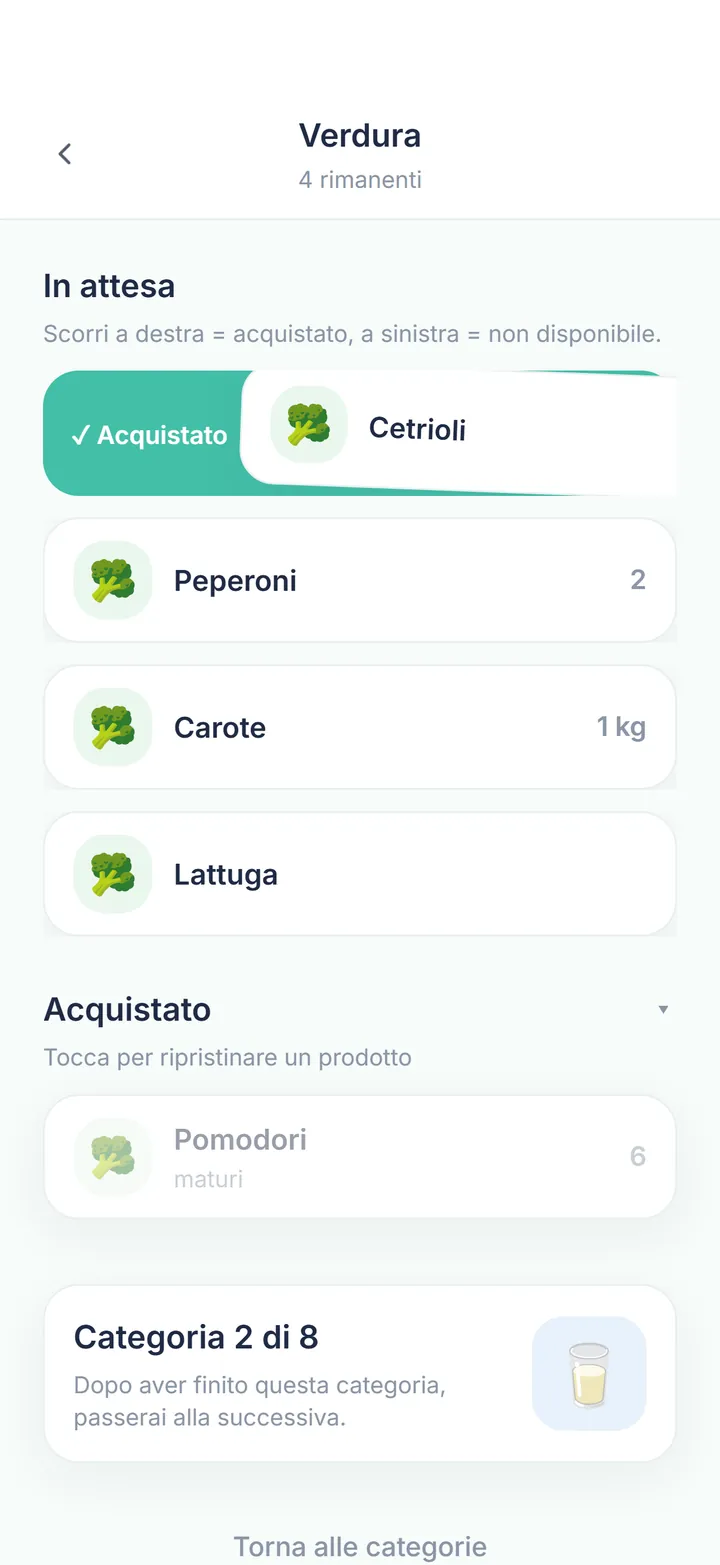 Verdura
4 rimanenti
In attesa
Scorri a destra = acquistato, a sinistra = non disponibile.
✓ Acquistato
Cetrioli
Peperoni 2
Carote 1 kg
Lattuga
Acquistato
Tocca per ripristinare un prodotto
Pomodori
maturi
6
Categoria 2 di 8
Dopo aver finito questa categoria,
passerai alla successiva.
Torna alle categorie